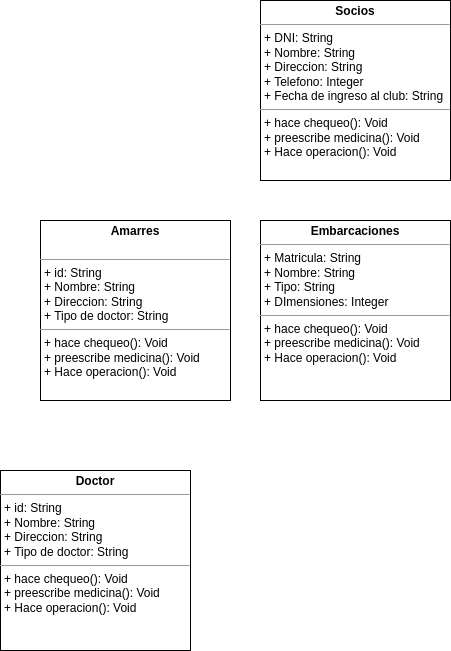 Socios
+ DNI: String
+ Nombre: String
+ Direccion: String
+ Telefono: Integer
+ Fecha de ingreso al club: String
+ hace chequeo(): Void
+ preescribe medicina(): Void
+ Hace operacion(): Void
Amarres
+ id: String
+ Nombre: String
+ Direccion: String
+ Tipo de doctor: String
+ hace chequeo(): Void
+ preescribe medicina(): Void
+ Hace operacion(): Void
Embarcaciones
+ Matricula: String
+ Nombre: String
+ Tipo: String
+ DImensiones: Integer
+ hace chequeo(): Void
+ preescribe medicina(): Void
+ Hace operacion(): Void
Doctor
+ id: String
+ Nombre: String
+ Direccion: String
+ Tipo de doctor: String
+ hace chequeo(): Void
+ preescribe medicina(): Void
+ Hace operacion(): Void